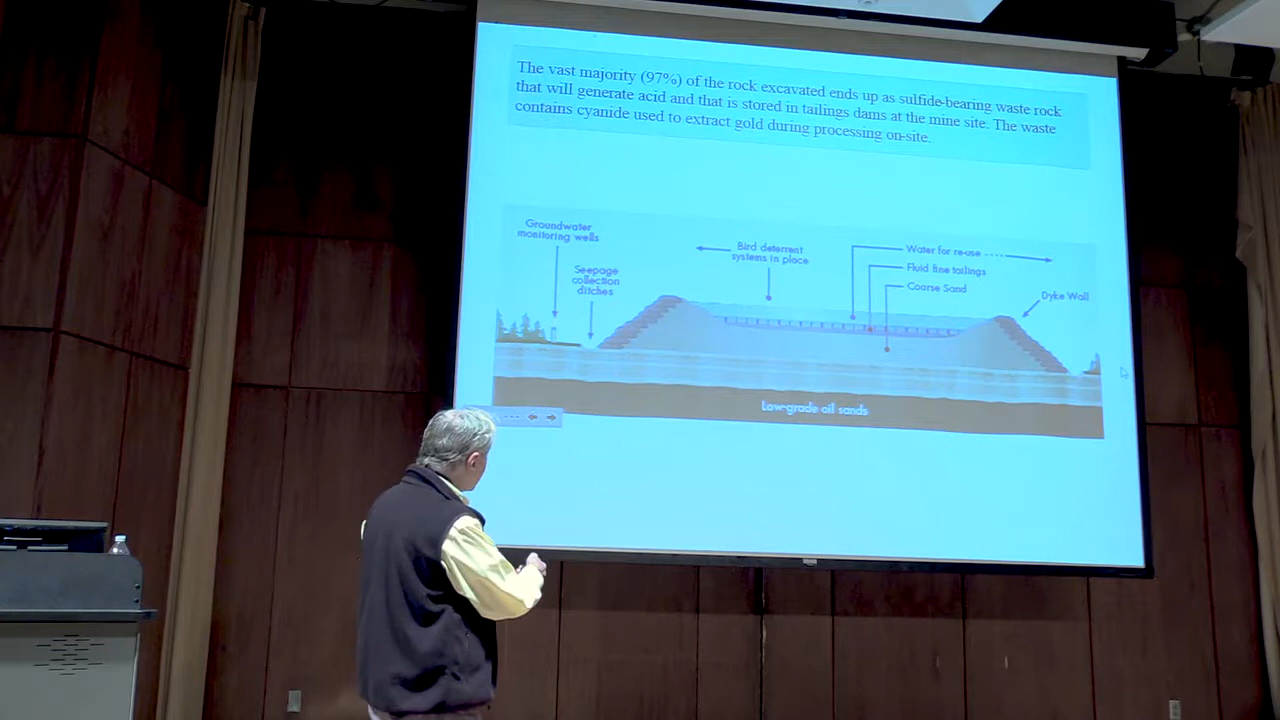 The vast majority (97%) of the rock excavated ends up as sulfide-bearing waste rock
that will generate acid and that is stored in tailings dams at the mine site. The waste
contains cyanide used to extract gold during processing on-site.
Groundwater
monitoring wells
Seepage
collection
ditches
Bird deterrent
systems in place
Water for re-use
Fluid fine tailings
Coarse Sand
Dyke Wall
Low-grade oil sands